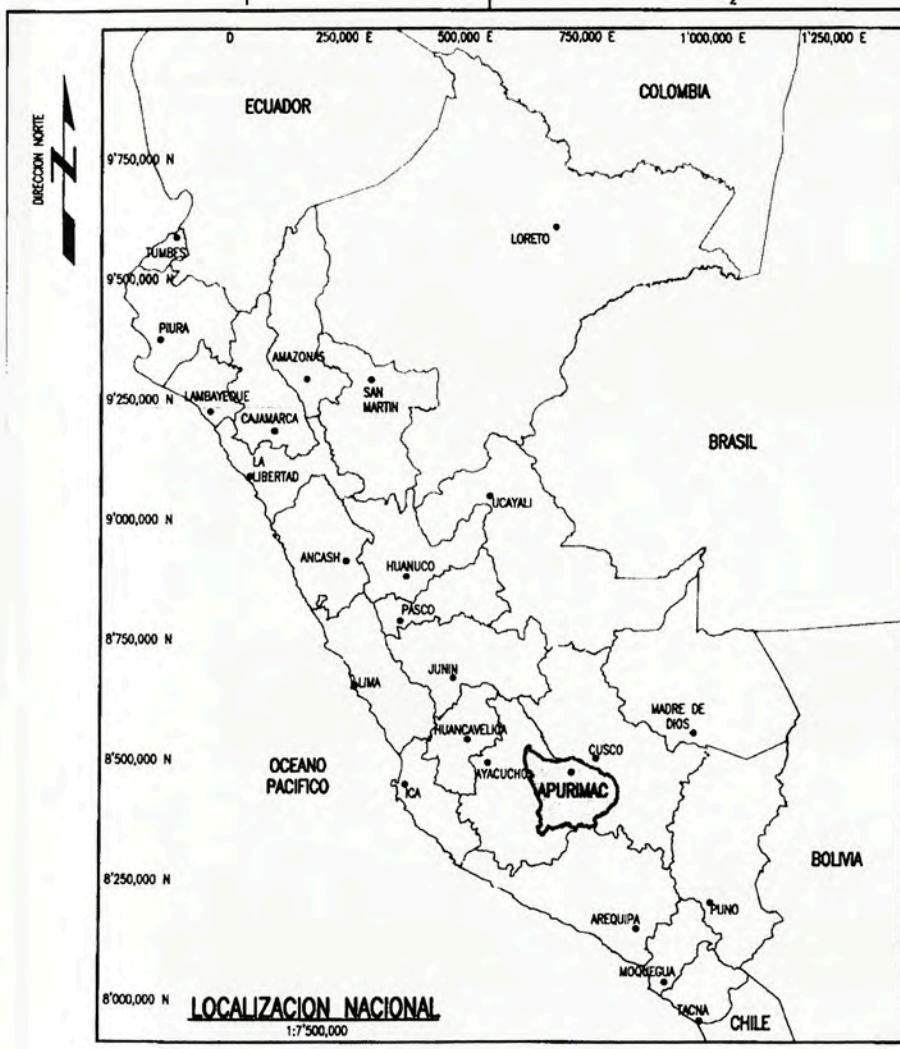 2
0
250,000 E
500,000 E
750,000 E
1'000,000 E
1'250,000 E
DIRECCION NORTE
N
ECUADOR
COLOMBIA
9'750,000 N
LORETO
TUMBES
9'500,000 N
PIURA
AMAZONAS
SAN
MARTIN
9'250,000 N
LAMBAYEQUE
CAJAMARCA
BRASIL
LA
LIBERTAD
UCAYALI
9'000,000 N
ANCASH
HUANUCO
PASCO
8'750,000 N
JUNIN
LIMA
MADRE DE
DIOS
HUANCAVELICA
8'500,000 N
CUSCO
OCEANO
PACIFICO
AYACUCHO
APURIMAC
ICA
BOLIVIA
8'250,000 N
AREQUIPA
PUNO
MOQUEGUA
8'000,000 N
LOCALIZACION NACIONAL
1:7'500,000
TACNA
CHILE